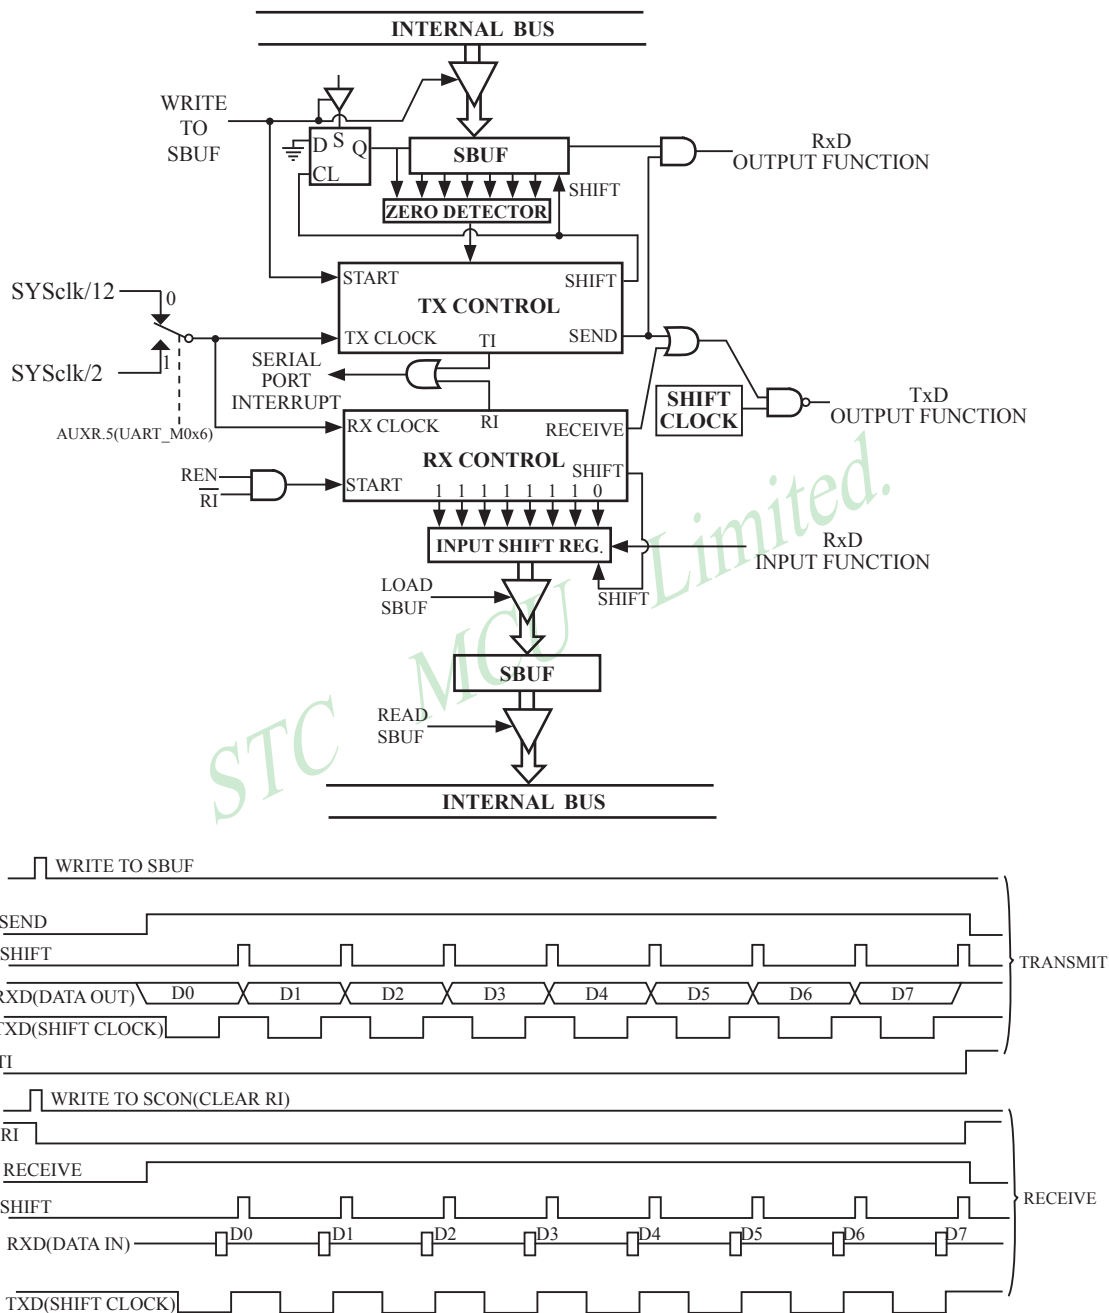 INTERNAL BUS
WRITE
TO
SBUF
D S Q
CL
SBUF
RxD
OUTPUT FUNCTION
SHIFT
ZERO DETECTOR
START
SHIFT
TX CONTROL
TX CLOCK
TI
SEND
SYSclk/12
0
SYSclk/2
1
AUXR.5(UART_M0x6)
SERIAL
PORT
INTERRUPT
SHIFT
CLOCK
TxD
OUTPUT FUNCTION
RX CLOCK
RI
RECEIVE
RX CONTROL
SHIFT
START
1 1 1 1 1 1 1 0
REN
RI
INPUT SHIFT REG.
RxD
INPUT FUNCTION
LOAD
SBUF
SHIFT
SBUF
READ
SBUF
INTERNAL BUS
STC MCU Limited.
WRITE TO SBUF
SEND
SHIFT
RXD(DATA OUT) D0 D1 D2 D3 D4 D5 D6 D7
TXD(SHIFT CLOCK)
TI
TRANSMIT
WRITE TO SCON(CLEAR RI)
RI
RECEIVE
SHIFT
RXD(DATA IN) D0 D1 D2 D3 D4 D5 D6 D7
TXD(SHIFT CLOCK)
RECEIVE